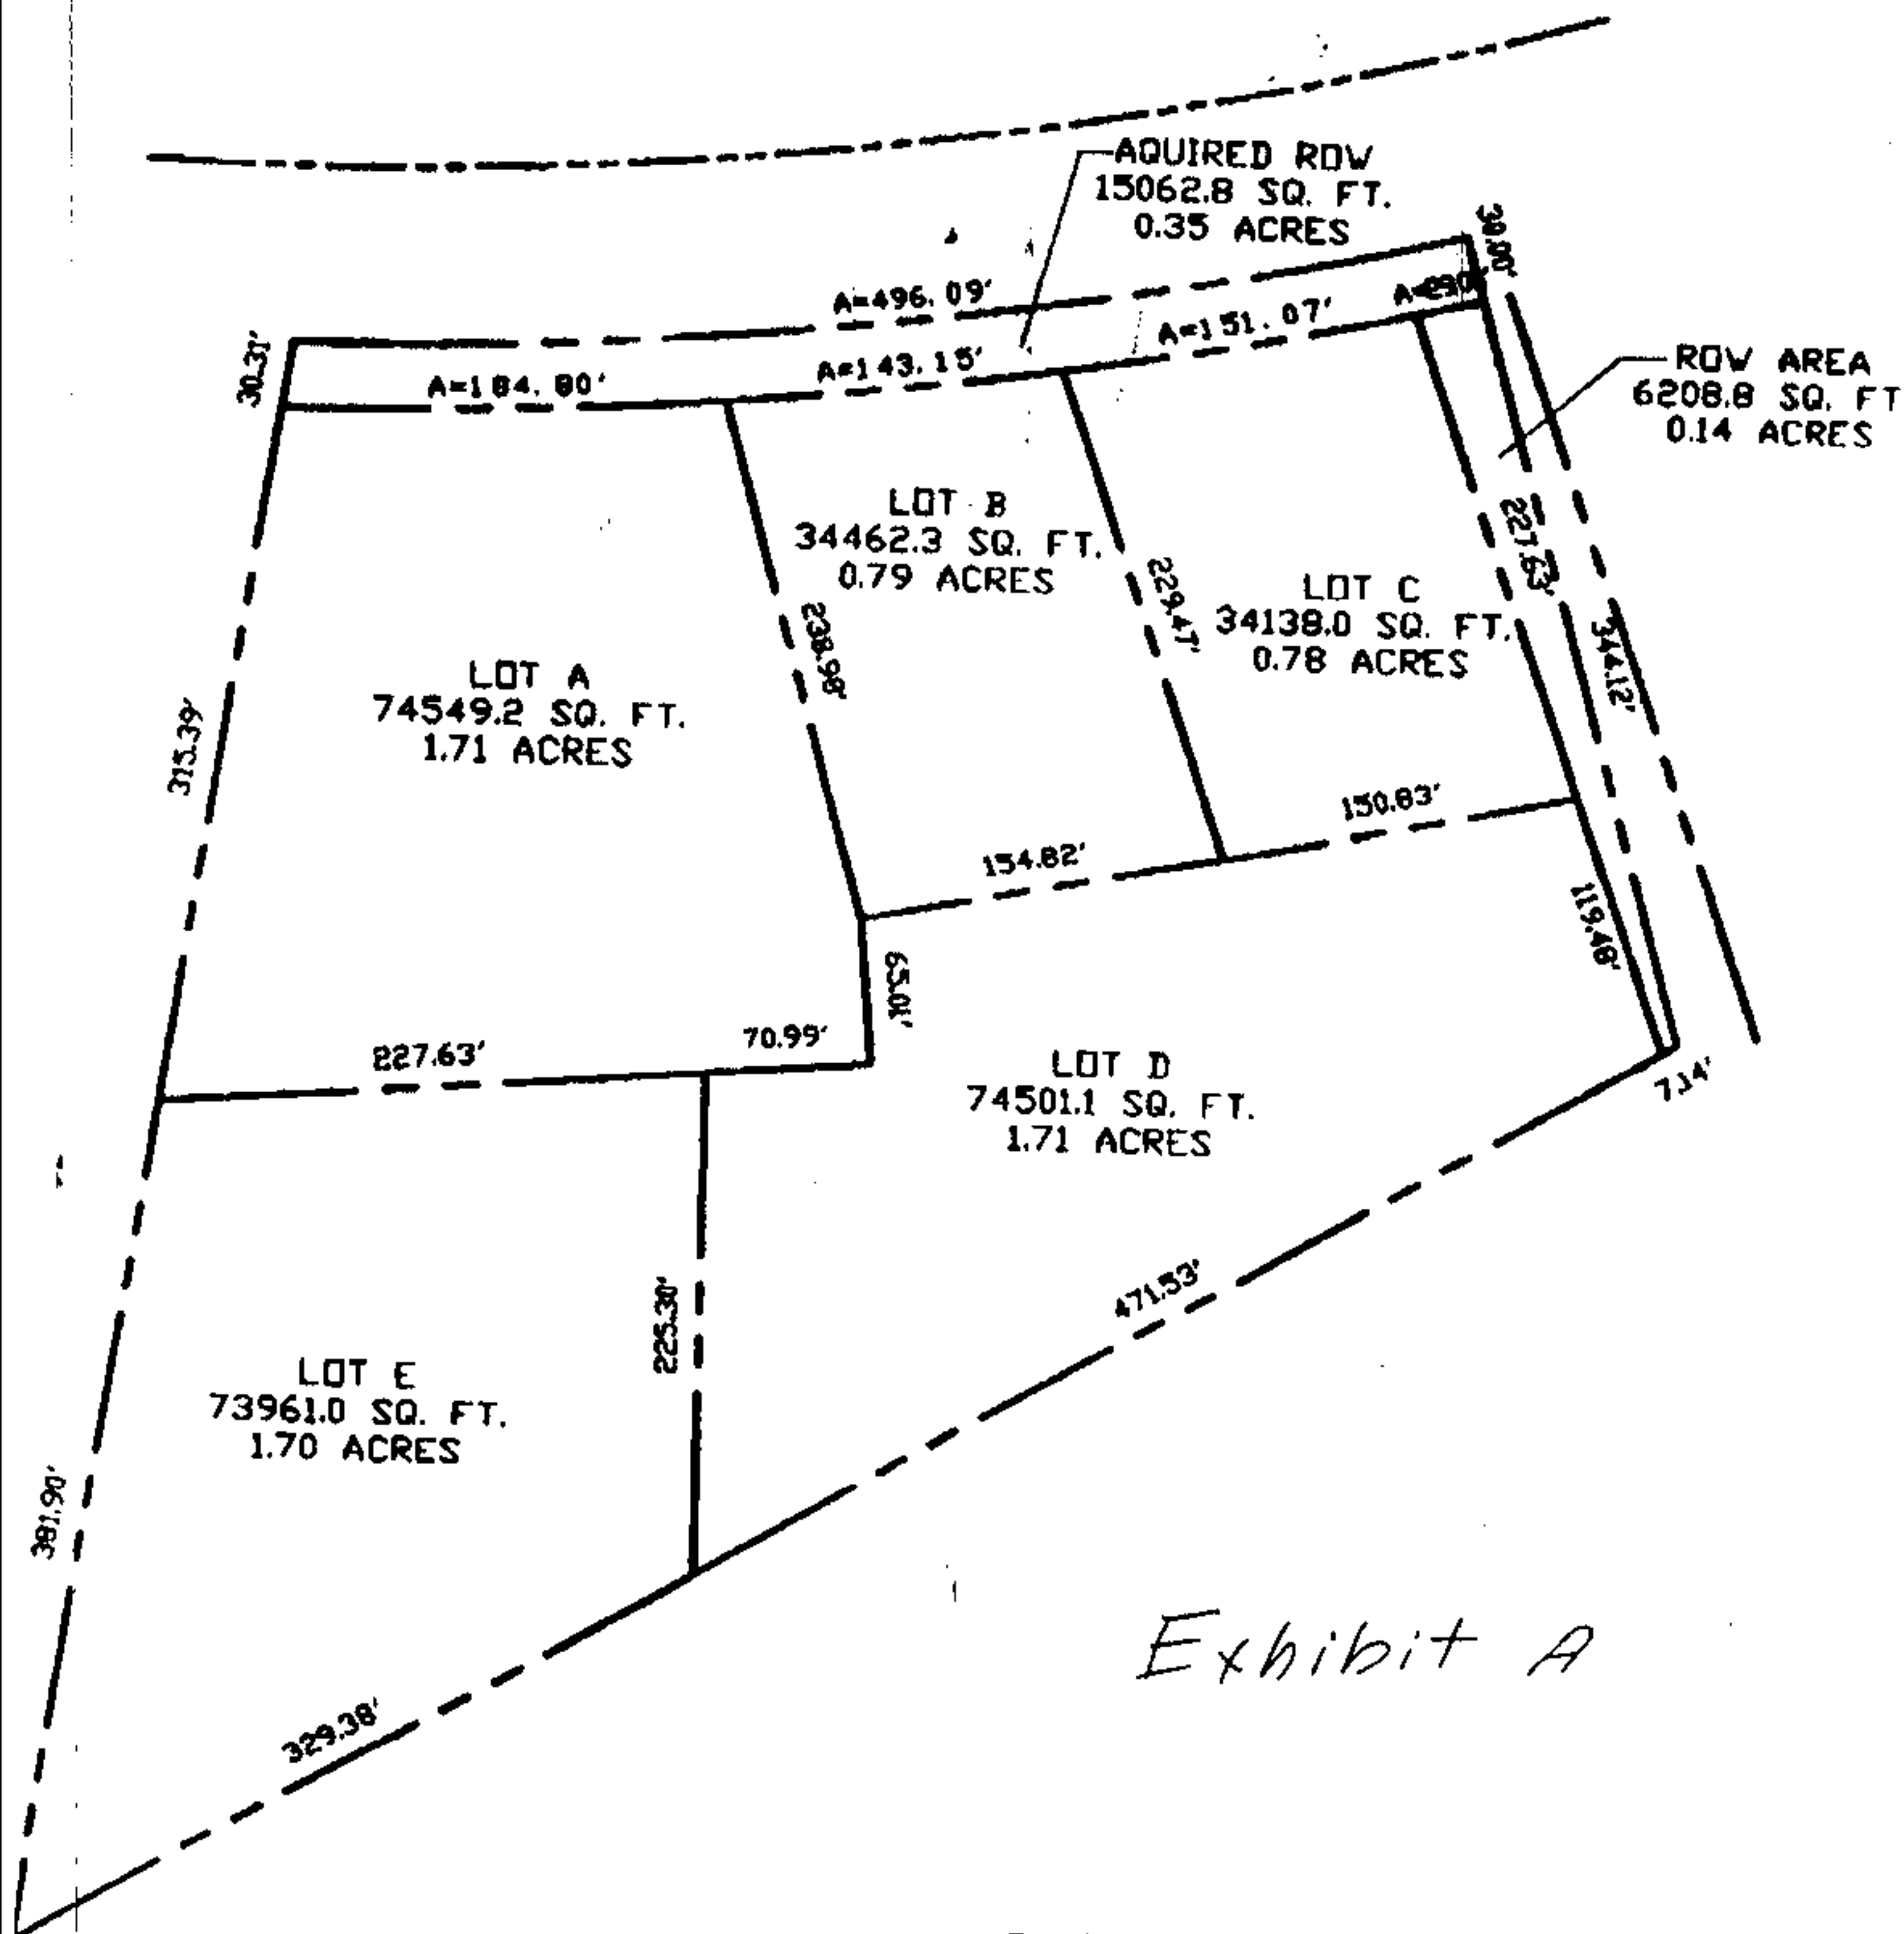 AQUIRED ROW
15062.8 SQ. FT.
0.35 ACRES
30.00'
A=496.09'
A=151.07'
30.37'
A=184.80'
A=143.15'
ROW AREA
6208.8 SQ. FT
0.14 ACRES
LOT B
34462.3 SQ. FT.
0.79 ACRES
227.63'
229.47'
LOT C
34138.0 SQ. FT.
0.78 ACRES
238.98'
344.12'
LOT A
74549.2 SQ. FT.
1.71 ACRES
315.39'
150.83'
154.82'
119.48'
65.01'
70.99'
227.63'
LOT D
74501.1 SQ. FT.
1.71 ACRES
7.14'
471.53'
225.30'
LOT E
73961.0 SQ. FT.
1.70 ACRES
381.90'
329.38'
Exhibit A